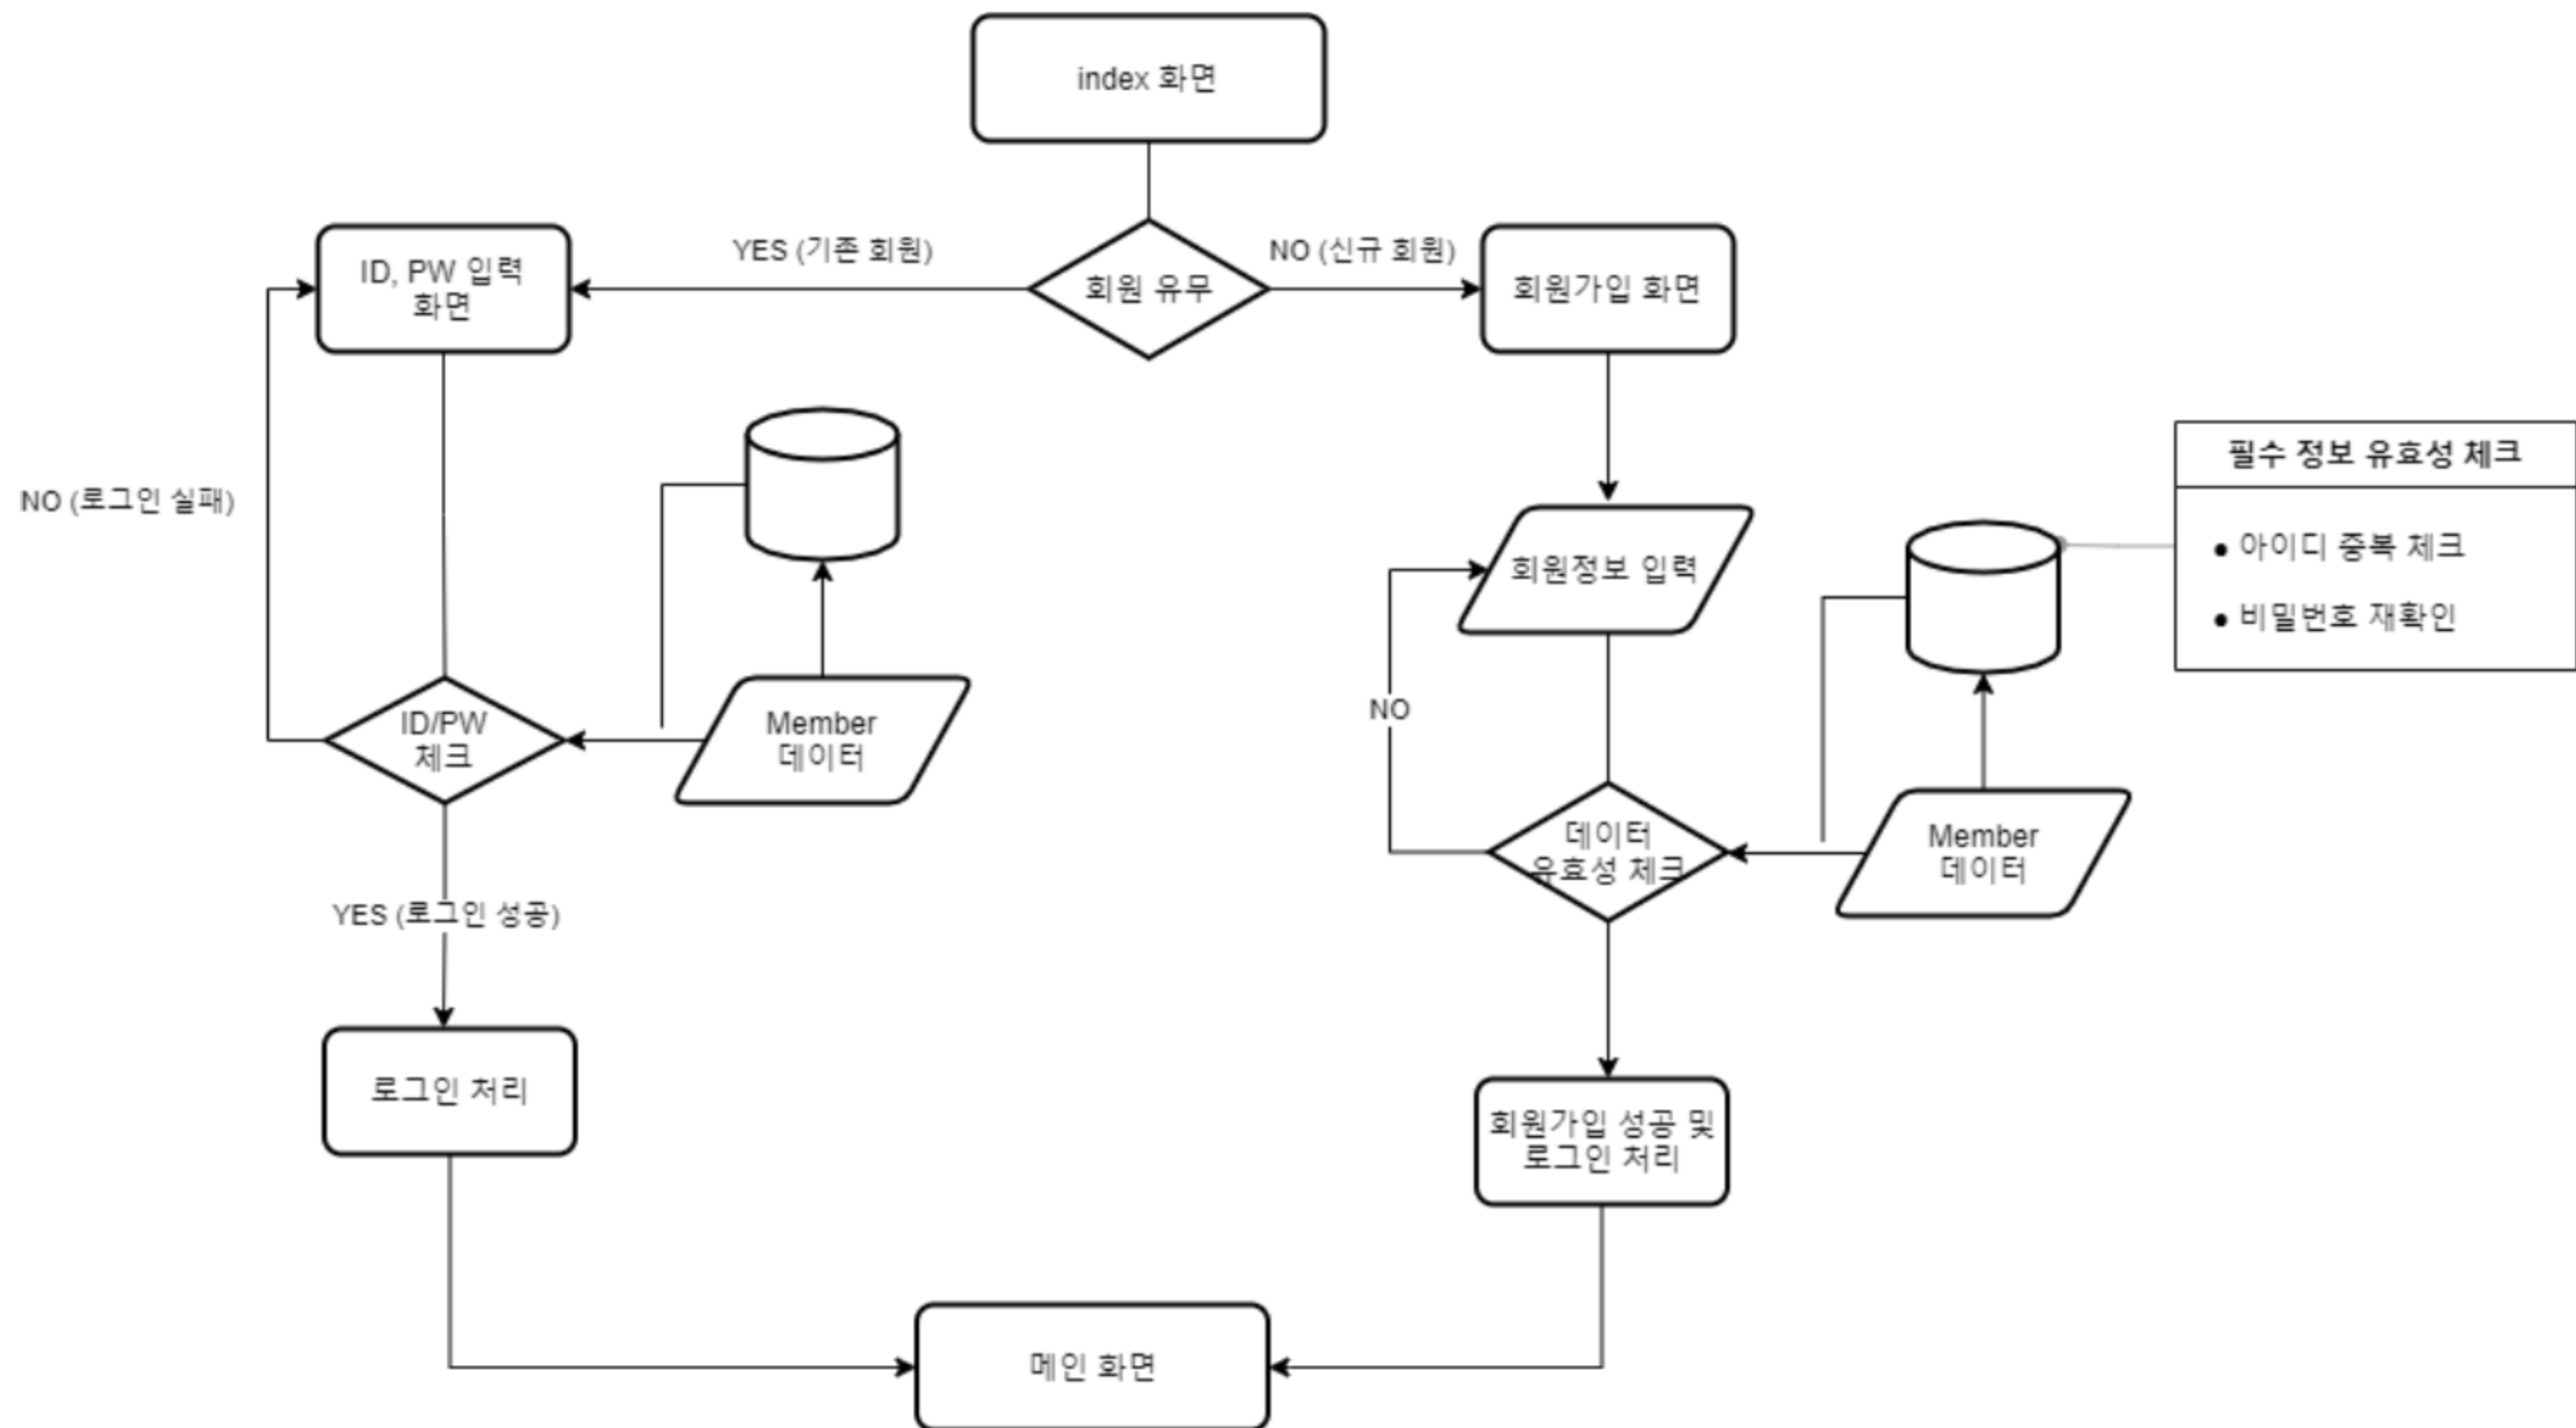 index 화면
ID, PW 입력
화면
YES (기존 회원)
회원 유무
NO (신규 회원)
회원가입 화면
NO (로그인 실패)
필수 정보 유효성 체크
• 아이디 중복 체크
• 비밀번호 재확인
회원정보 입력
NO
ID/PW
체크
Member
데이터
데이터
유효성 체크
Member
데이터
YES (로그인 성공)
로그인 처리
회원가입 성공 및
로그인 처리
메인 화면